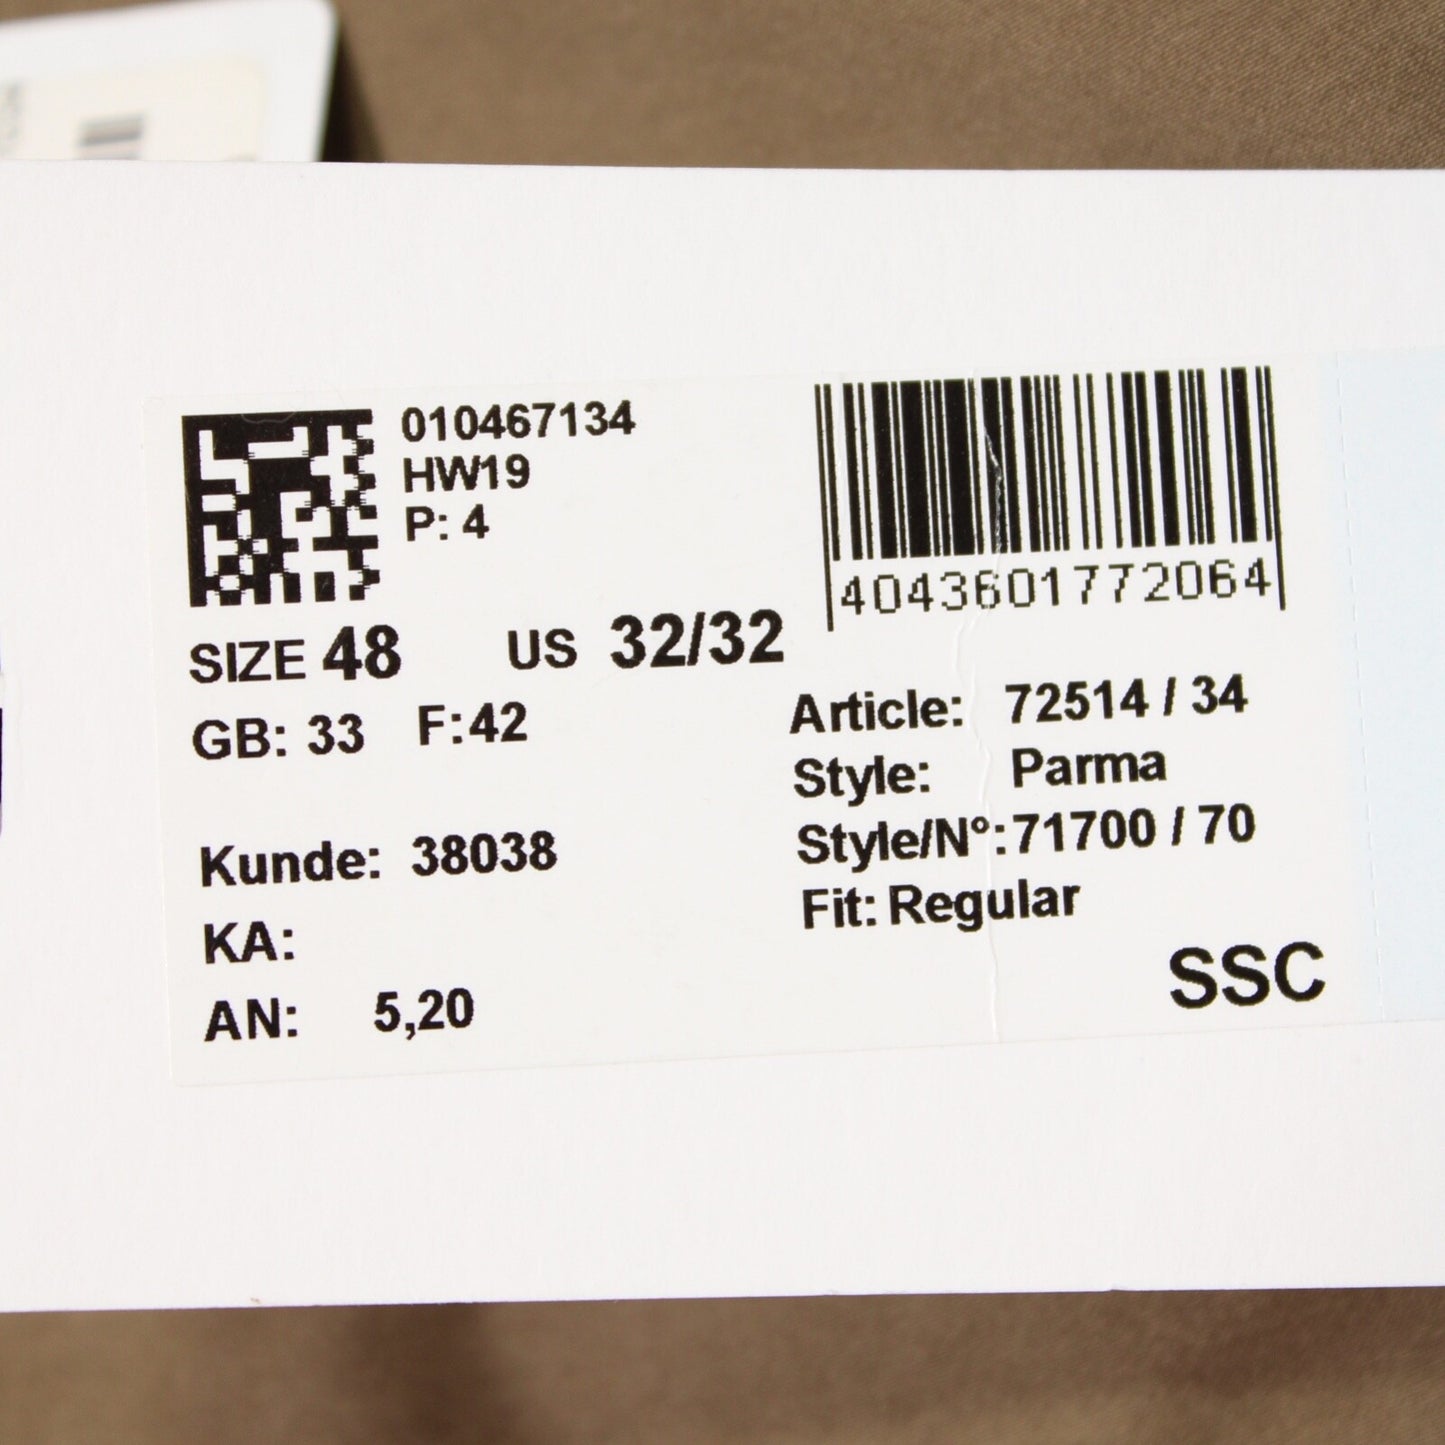 010467134
HW19
P: 4
4043601772064
SIZE 48 US 32/32
GB: 33 F:42
Article: 72514 / 34
Style: Parma
Style/N°:71700 / 70
Fit: Regular
Kunde: 38038
KA:
AN: 5,20
SSC